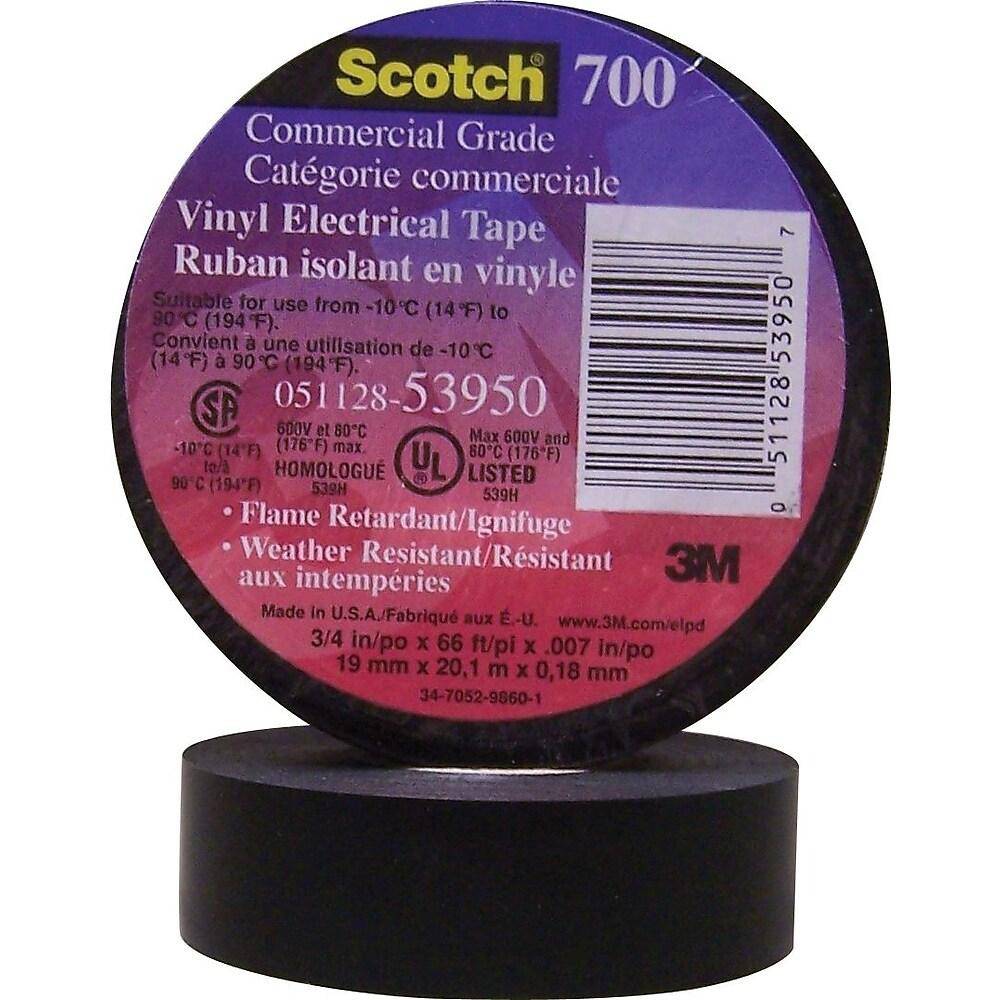 Scotch® 700
Commercial Grade
Catégorie commerciale
Vinyl Electrical Tape
Ruban isolant en vinyle
Suitable for use from -10°C (14°F) to
90°C (194°F).
Convient à une utilisation de -10°C
(14°F) à 90°C (194°F).
051128-53950
SA
-10°C (14°F)
to/à
90°C (194°F)
600V et 80°C
(176°F) max.
HOMOLOGUÉ
539H
UL®
Max 600V and
80°C (176°F)
LISTED
539H
0 51128 53950 7
• Flame Retardant/Ignifuge
• Weather Resistant/Résistant
aux intempéries
3M
Made in U.S.A./Fabriqué aux É.-U. www.3M.com/elpd
3/4 in/po x 66 ft/pi x .007 in/po
19 mm x 20,1 m x 0,18 mm
34-7052-9860-1